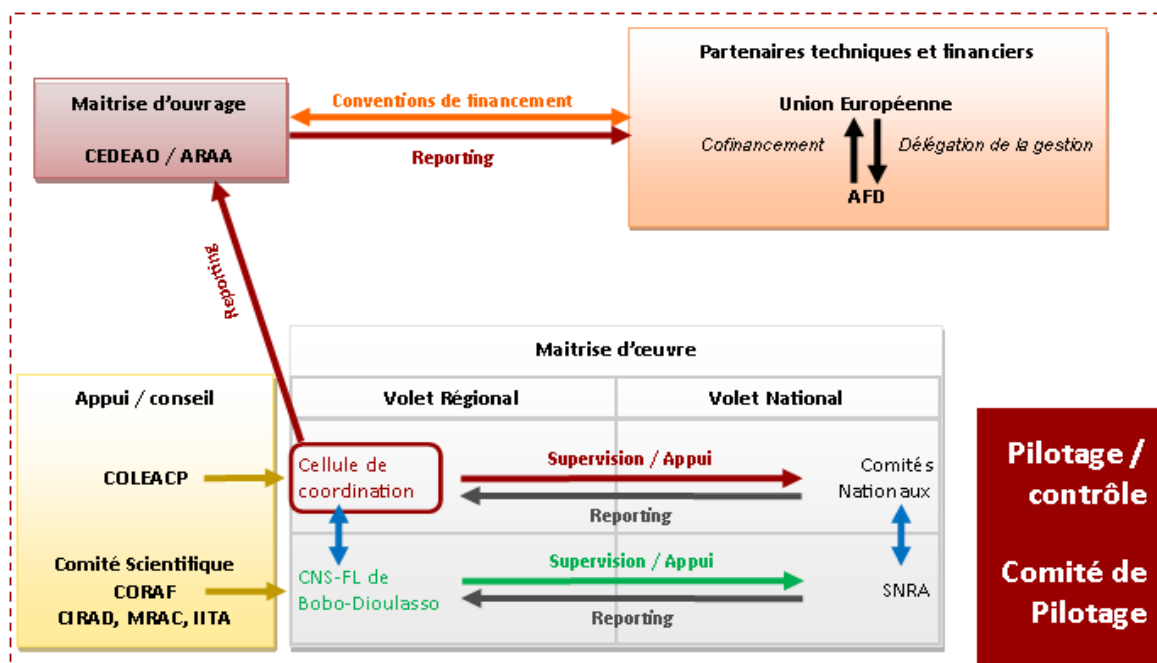 Partenaires techniques et financiers
Maitrise d'ouvrage
CEDEAO / ARAA
Conventions de financement
Reporting
Union Européenne
Cofinancement
Délégation de la gestion
AFD
Reporting
Maitrise d'œuvre
Appui / conseil
Volet Régional
Volet National
COLEACP
Cellule de
coordination
Supervision / Appui
Reporting
Comités
Nationaux
Comité Scientifique
CORAF
CIRAD, MRAC, IITA
CNS-FL de
Bobo-Dioulasso
Supervision / Appui
Reporting
SNRA
Pilotage /
contrôle
Comité de
Pilotage